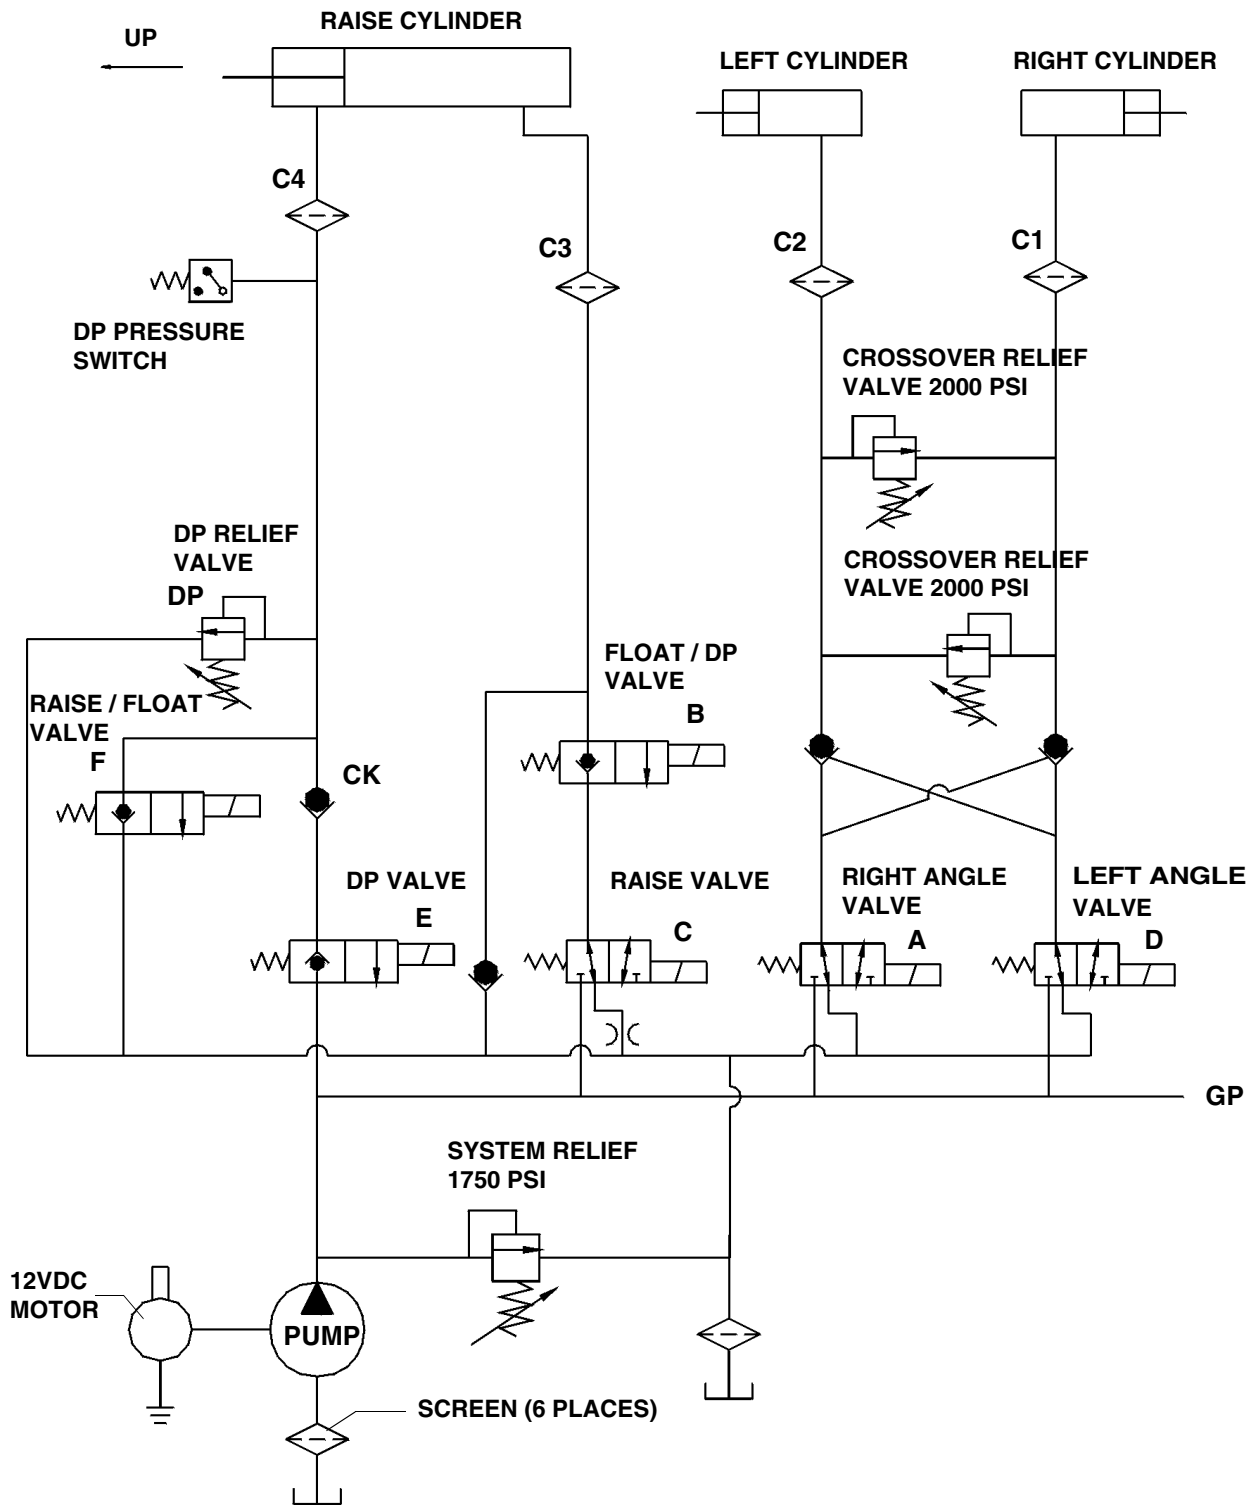 RAISE CYLINDER
UP
LEFT CYLINDER
RIGHT CYLINDER
C4
C3
C2
C1
DP PRESSURE
SWITCH
CROSSOVER RELIEF
VALVE 2000 PSI
DP RELIEF
VALVE
DP
CROSSOVER RELIEF
VALVE 2000 PSI
FLOAT / DP
VALVE
B
RAISE / FLOAT
VALVE
F
CK
DP VALVE
E
RAISE VALVE
C
RIGHT ANGLE
VALVE
A
LEFT ANGLE
VALVE
D
GP
SYSTEM RELIEF
1750 PSI
12VDC
MOTOR
PUMP
SCREEN (6 PLACES)